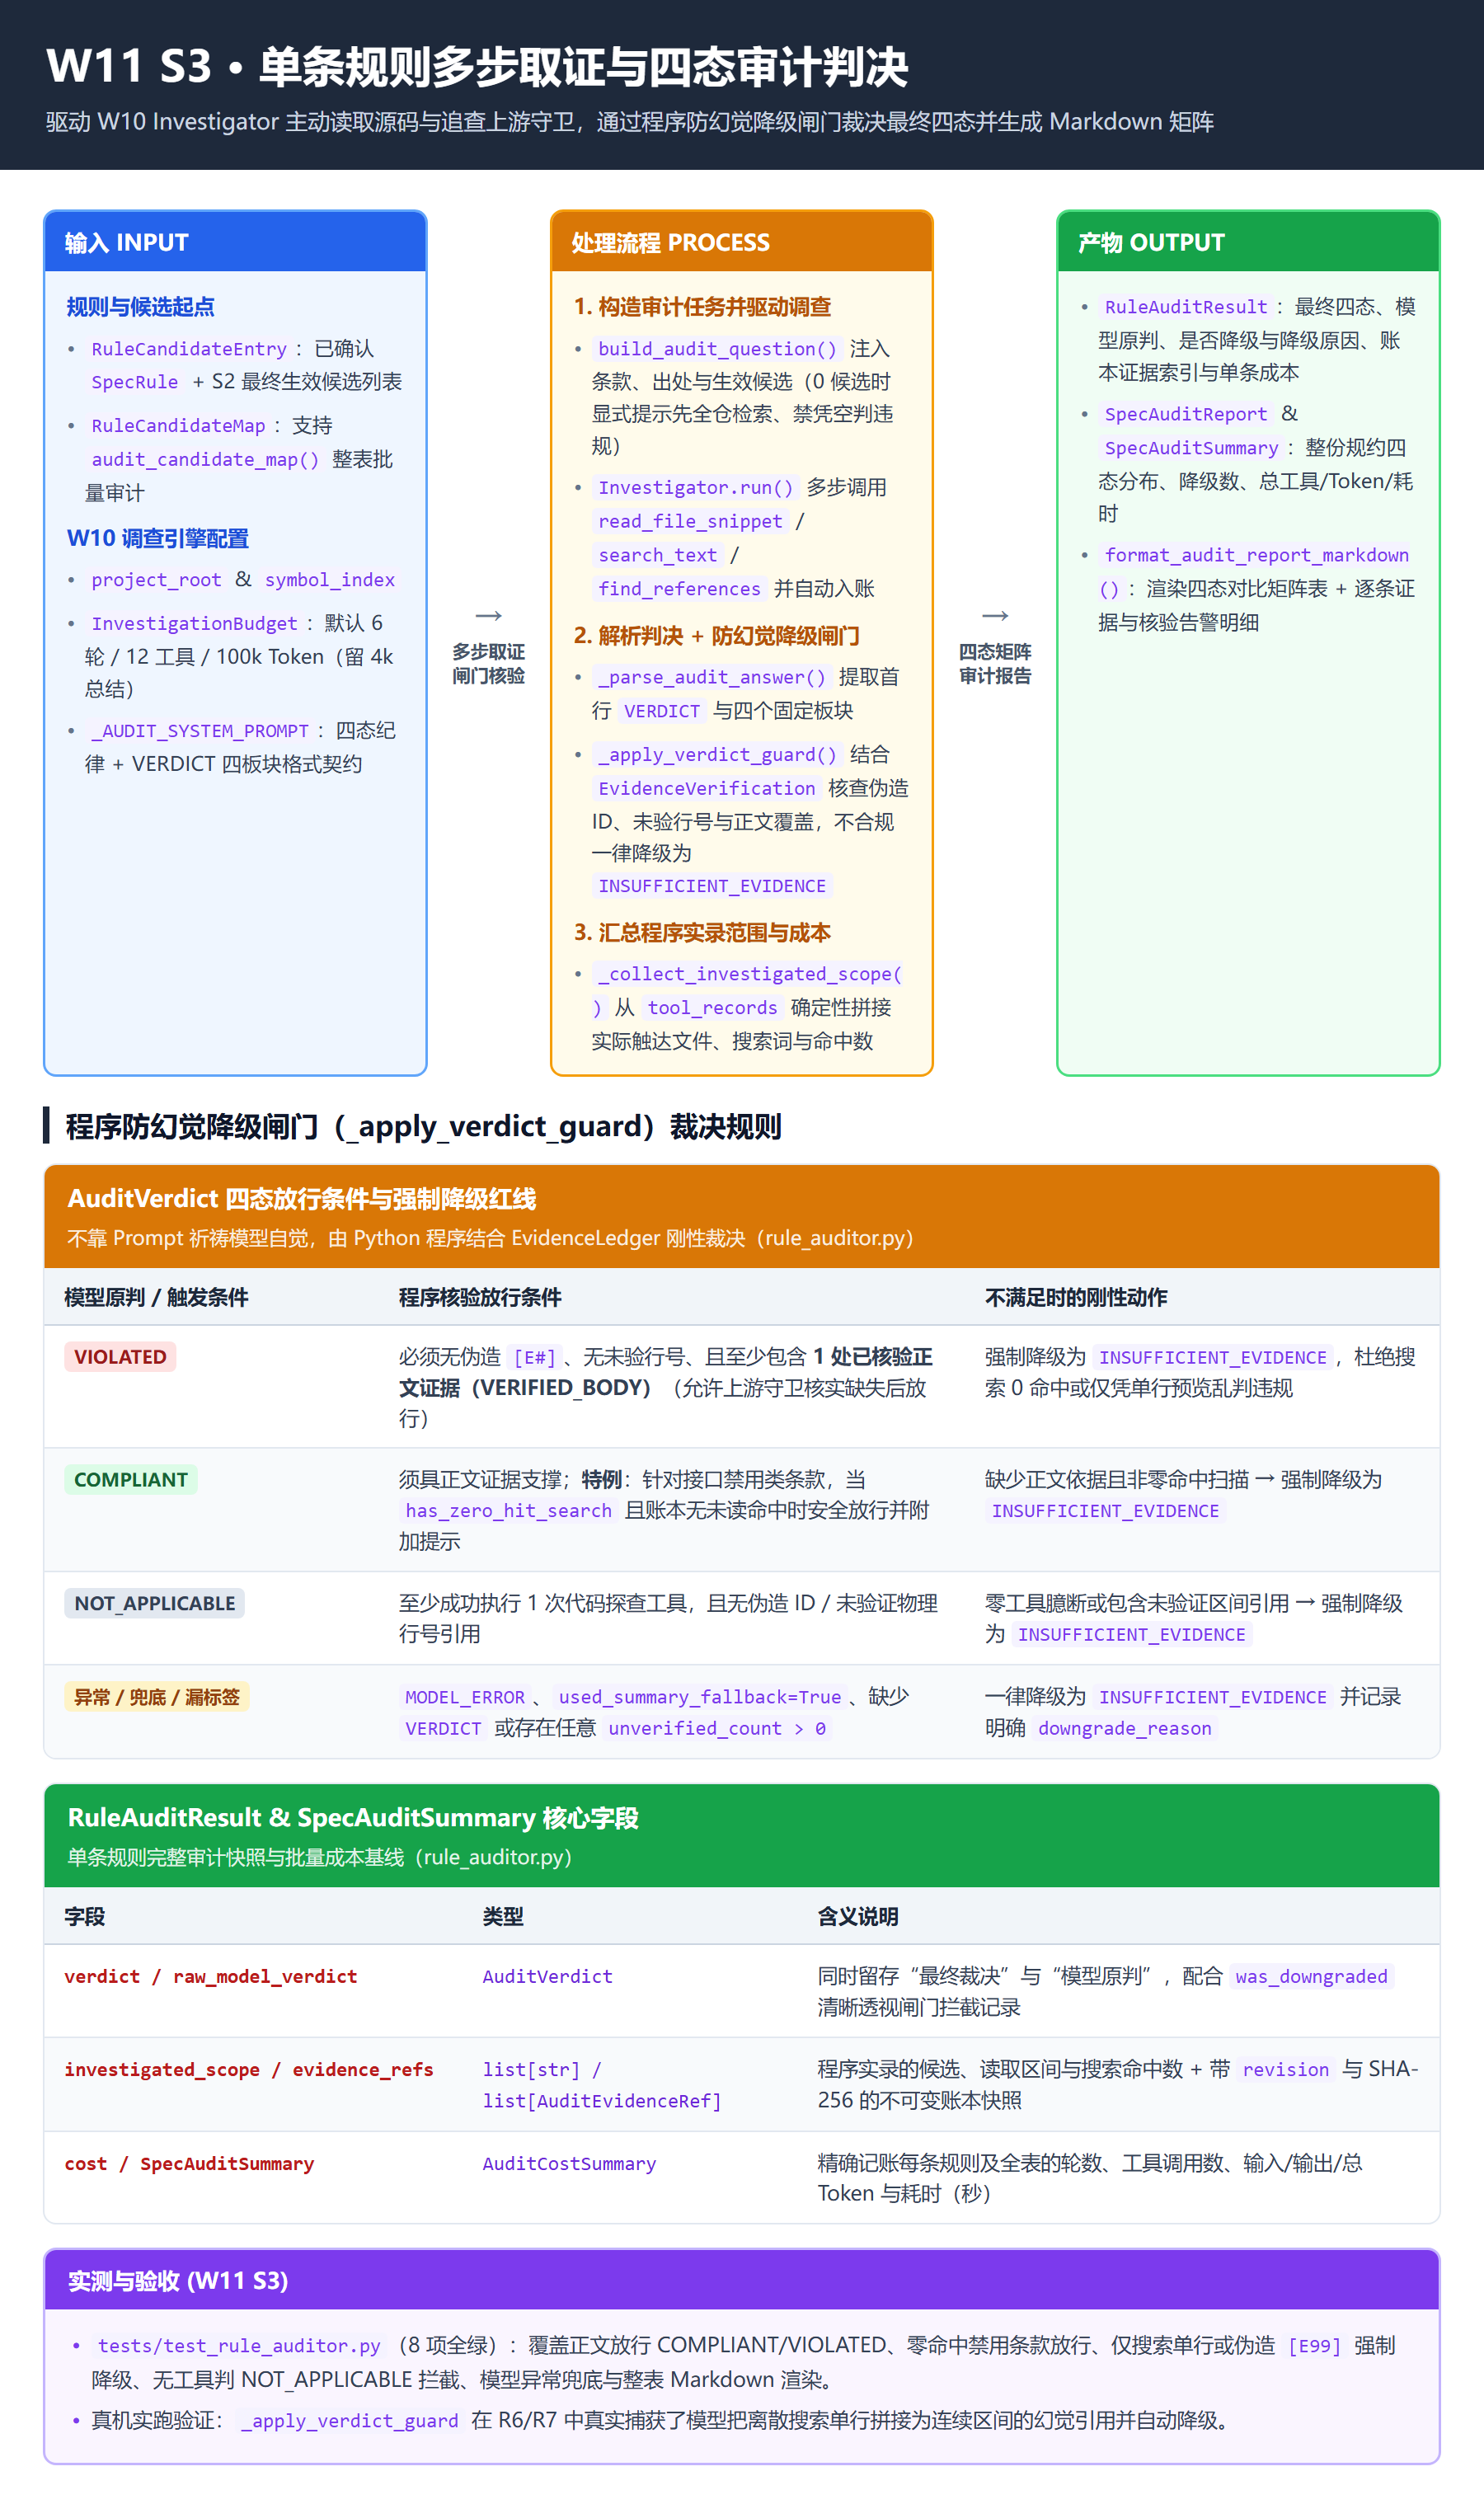 W11 S3 • 单条规则多步取证与四态审计判决
驱动 W10 Investigator 主动读取源码与追查上游守卫，通过程序防幻觉降级闸门裁决最终四态并生成 Markdown 矩阵
输入 INPUT
规则与候选起点
• RuleCandidateEntry ：已确认
SpecRule + S2 最终生效候选列表
• RuleCandidateMap ：支持
audit_candidate_map() 整表批
量审计
W10 调查引擎配置
• project_root & symbol_index
• InvestigationBudget ：默认 6
轮 / 12 工具 / 100k Token（留 4k
总结）
• _AUDIT_SYSTEM_PROMPT ：四态纪
律 + VERDICT 四板块格式契约
→
多步取证
闸门核验
处理流程 PROCESS
1. 构造审计任务并驱动调查
• build_audit_question() 注入
条款、出处与生效候选（0 候选时
显式提示先全仓检索、禁凭空判违
规）
• Investigator.run() 多步调用
read_file_snippet /
search_text /
find_references 并自动入账
2. 解析判决 + 防幻觉降级闸门
• _parse_audit_answer() 提取首
行 VERDICT 与四个固定板块
• _apply_verdict_guard() 结合
EvidenceVerification 核查伪造
ID、未验行号与正文覆盖，不合规
一律降级为
INSUFFICIENT_EVIDENCE
3. 汇总程序实录范围与成本
• _collect_investigated_scope(
) 从 tool_records 确定性拼接
实际触达文件、搜索词与命中数
→
四态矩阵
审计报告
产物 OUTPUT
• RuleAuditResult ：最终四态、模
型原判、是否降级与降级原因、账
本证据索引与单条成本
• SpecAuditReport &
SpecAuditSummary ：整份规约四
态分布、降级数、总工具/Token/耗
时
• format_audit_report_markdown
() ：渲染四态对比矩阵表 + 逐条证
据与核验告警明细
程序防幻觉降级闸门（_apply_verdict_guard）裁决规则
AuditVerdict 四态放行条件与强制降级红线
不靠 Prompt 祈祷模型自觉，由 Python 程序结合 EvidenceLedger 刚性裁决（rule_auditor.py）
模型原判 / 触发条件 程序核验放行条件 不满足时的刚性动作
VIOLATED
必须无伪造 [E#] 、无未验行号、且至少包含 1 处已核验正
文证据（VERIFIED_BODY）（允许上游守卫核实缺失后放
行）
强制降级为 INSUFFICIENT_EVIDENCE ，杜绝搜
索 0 命中或仅凭单行预览乱判违规
COMPLIANT
须具正文证据支撑；特例：针对接口禁用类条款，当
has_zero_hit_search 且账本无未读命中时安全放行并附
加提示
缺少正文依据且非零命中扫描 → 强制降级为
INSUFFICIENT_EVIDENCE
NOT_APPLICABLE
至少成功执行 1 次代码探查工具，且无伪造 ID / 未验证物理
行号引用
零工具臆断或包含未验证区间引用 → 强制降级
为 INSUFFICIENT_EVIDENCE
异常 / 兜底 / 漏标签
MODEL_ERROR 、 used_summary_fallback=True 、缺少
VERDICT 或存在任意 unverified_count > 0
一律降级为 INSUFFICIENT_EVIDENCE 并记录
明确 downgrade_reason
RuleAuditResult & SpecAuditSummary 核心字段
单条规则完整审计快照与批量成本基线（rule_auditor.py）
字段 类型 含义说明
verdict / raw_model_verdict
AuditVerdict
同时留存“最终裁决”与“模型原判”，配合 was_downgraded
清晰透视闸门拦截记录
investigated_scope / evidence_refs
list[str] /
list[AuditEvidenceRef]
程序实录的候选、读取区间与搜索命中数 + 带 revision 与 SHA-
256 的不可变账本快照
cost / SpecAuditSummary
AuditCostSummary
精确记账每条规则及全表的轮数、工具调用数、输入/输出/总
Token 与耗时（秒）
实测与验收 (W11 S3)
• tests/test_rule_auditor.py （8 项全绿）：覆盖正文放行 COMPLIANT/VIOLATED、零命中禁用条款放行、仅搜索单行或伪造 [E99] 强制
降级、无工具判 NOT_APPLICABLE 拦截、模型异常兜底与整表 Markdown 渲染。
• 真机实跑验证： _apply_verdict_guard 在 R6/R7 中真实捕获了模型把离散搜索单行拼接为连续区间的幻觉引用并自动降级。